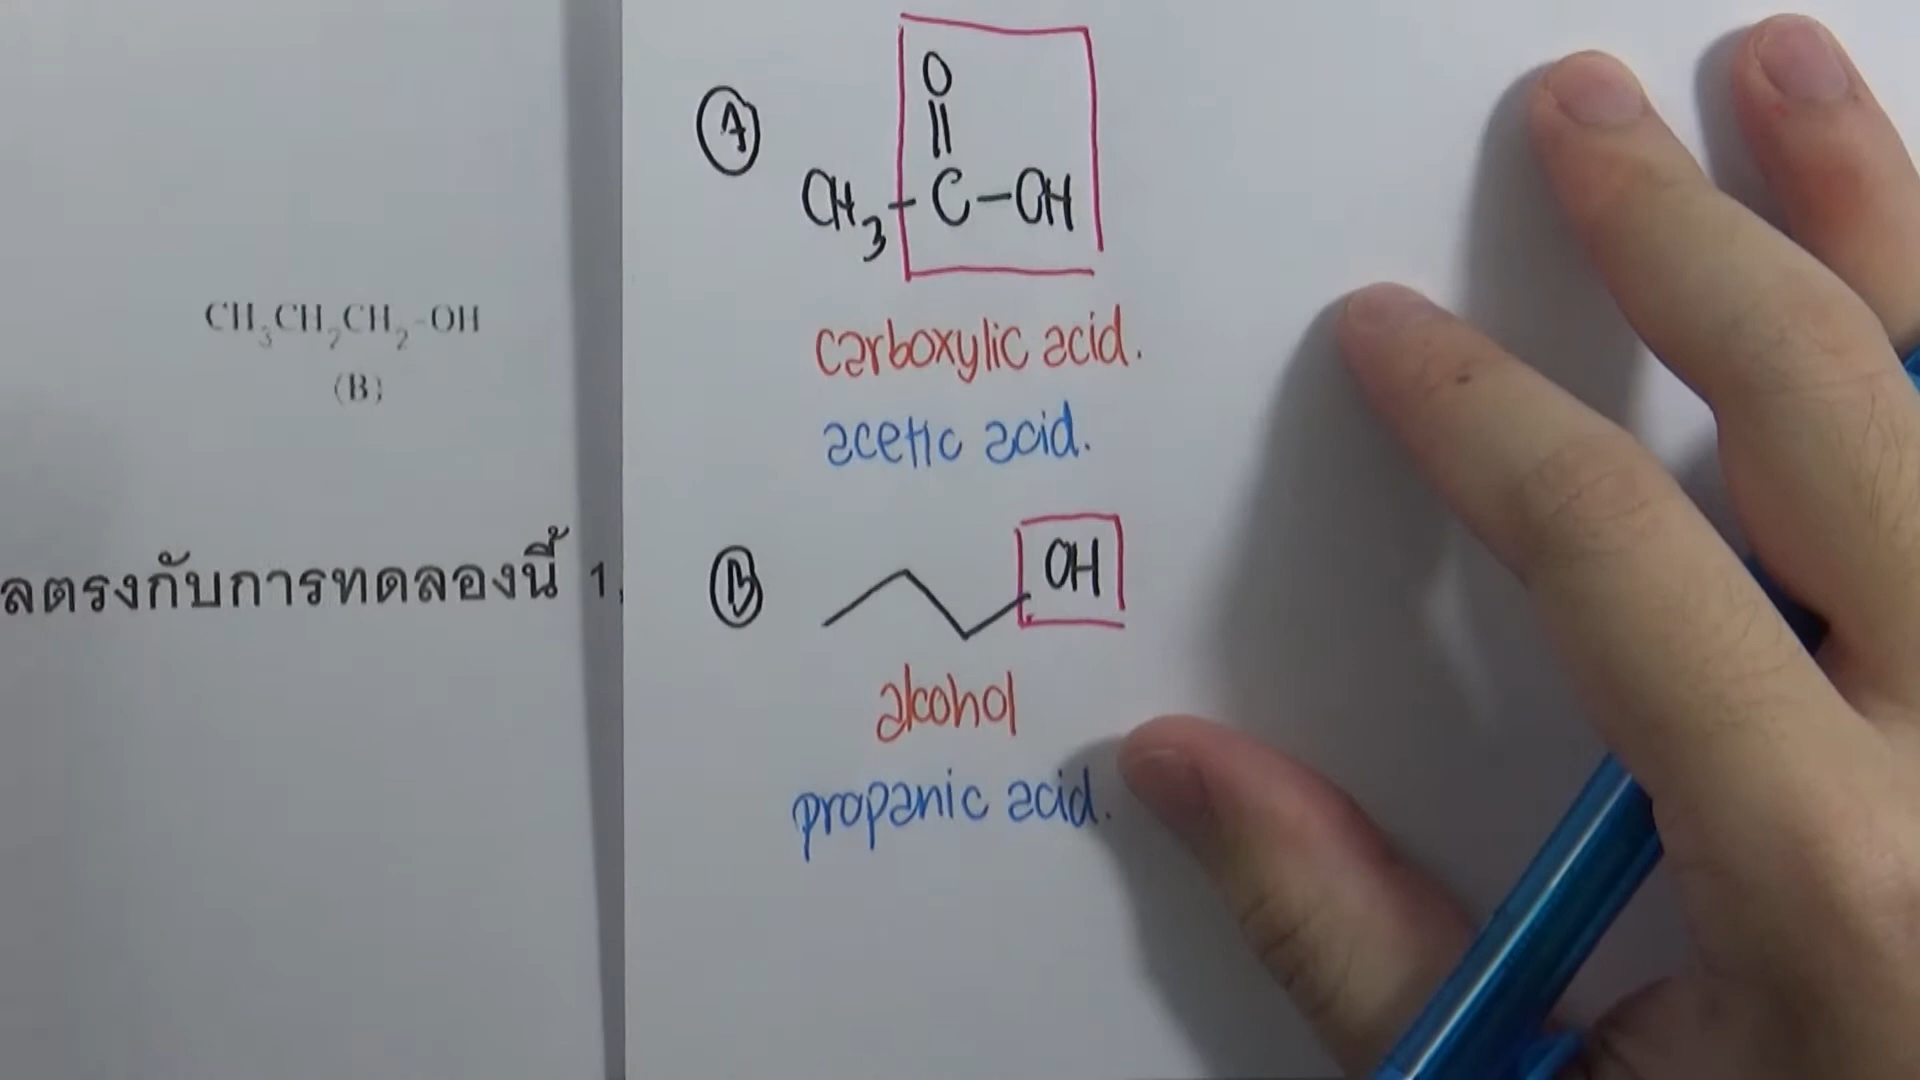 CH₃CH₂CH₂-OH
(B)
ลตรงกับการทดลองนี้ 1.
A
O
CH₃-C-OH
carboxylic acid.
acetic acid.
B
OH
alcohol
propanic acid.